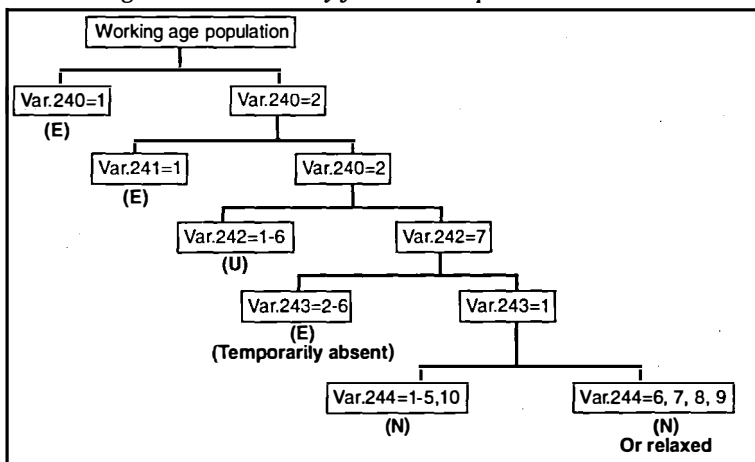 Working age population
Var.240=1 Var.240=2
(E)
Var.241=1 Var.240=2
(E)
Var.242=1-6 Var.242=7
(U)
Var.243=2-6 Var.243=1
(E)
(Temporarily absent)
Var.244=1-5,10 Var.244=6, 7, 8, 9
(N) (N)
Or relaxed